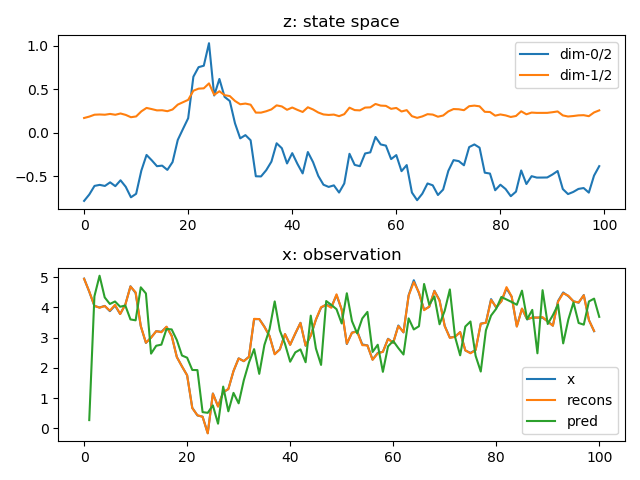 z: state space
1.0
0.5
0.0
−0.5
dim-0/2
dim-1/2
0 20 40 60 80 100
x: observation
5
4
3
2
1
0
x
recons
pred
0 20 40 60 80 100